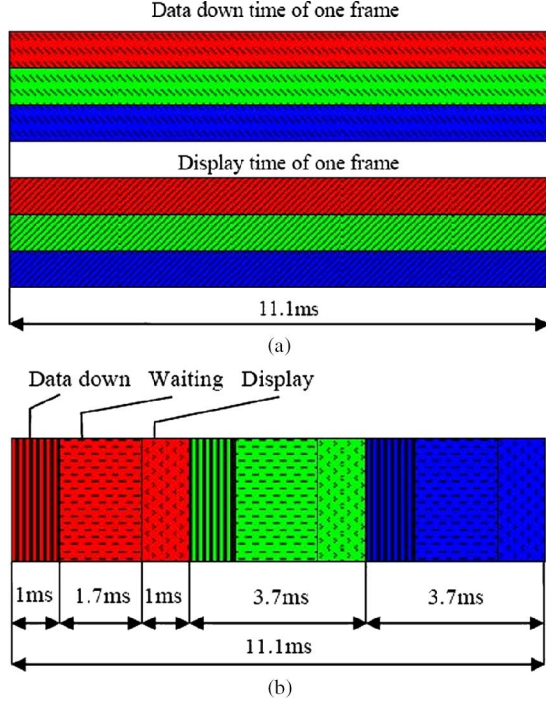 Data down time of one frame
Display time of one frame
11.1ms
(a)
Data down Waiting Display
1ms 1.7ms 1ms 3.7ms 3.7ms
11.1ms
(b)